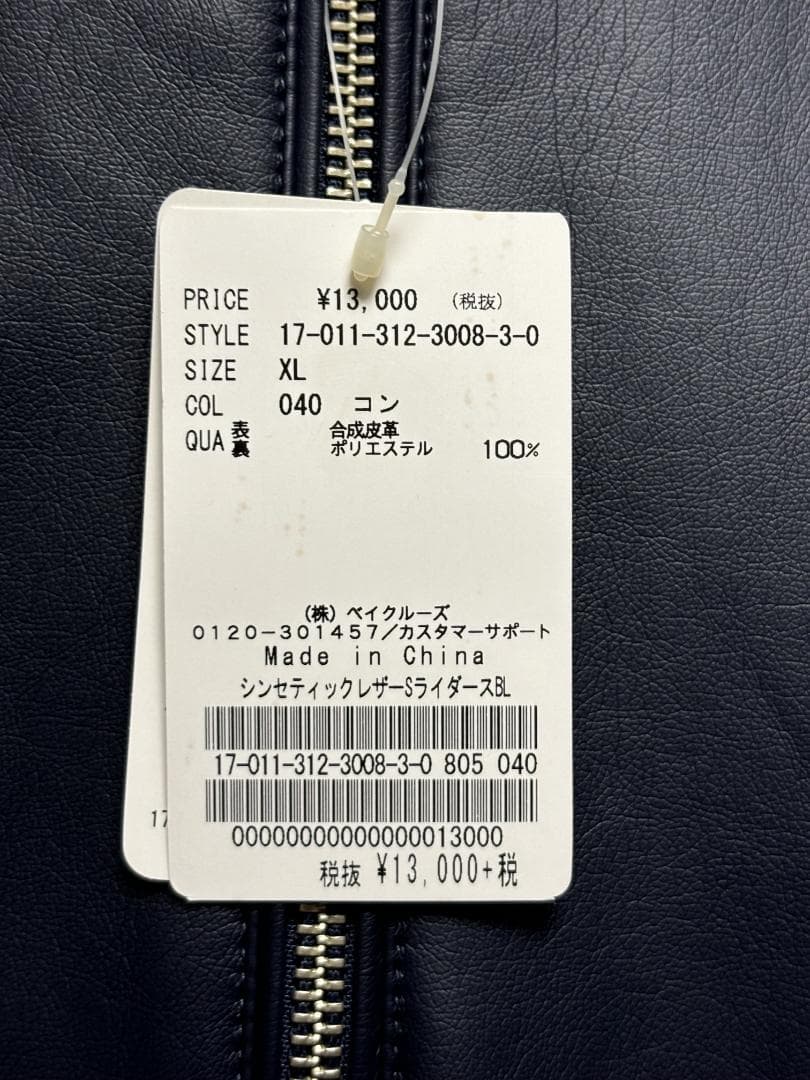 PRICE ¥13,000 (税抜)
STYLE 17-011-312-3008-3-0
SIZE XL
COL 040 コン
QUA 表 合成皮革
裏 ポリエステル 100%
(株) ベイクルーズ
0120-301457/カスタマーサポート
Made in China
シンセティックレザーSライダースBL
17-011-312-3008-3-0 805 040
00000000000000013000
税抜 ¥13,000+税
17